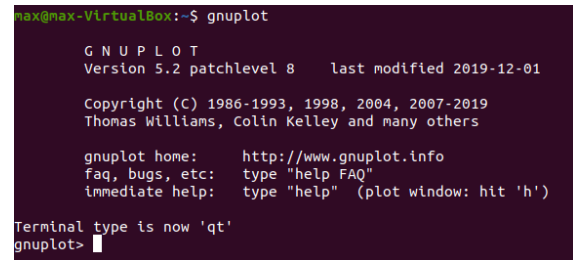 max@max-VirtualBox:~$ gnuplot
G N U P L O T
Version 5.2 patchlevel 8    last modified 2019-12-01
Copyright (C) 1986-1993, 1998, 2004, 2007-2019
Thomas Williams, Colin Kelley and many others
gnuplot home:     http://www.gnuplot.info
faq, bugs, etc:   type "help FAQ"
immediate help:   type "help"  (plot window: hit 'h')
Terminal type is now 'qt'
gnuplot>